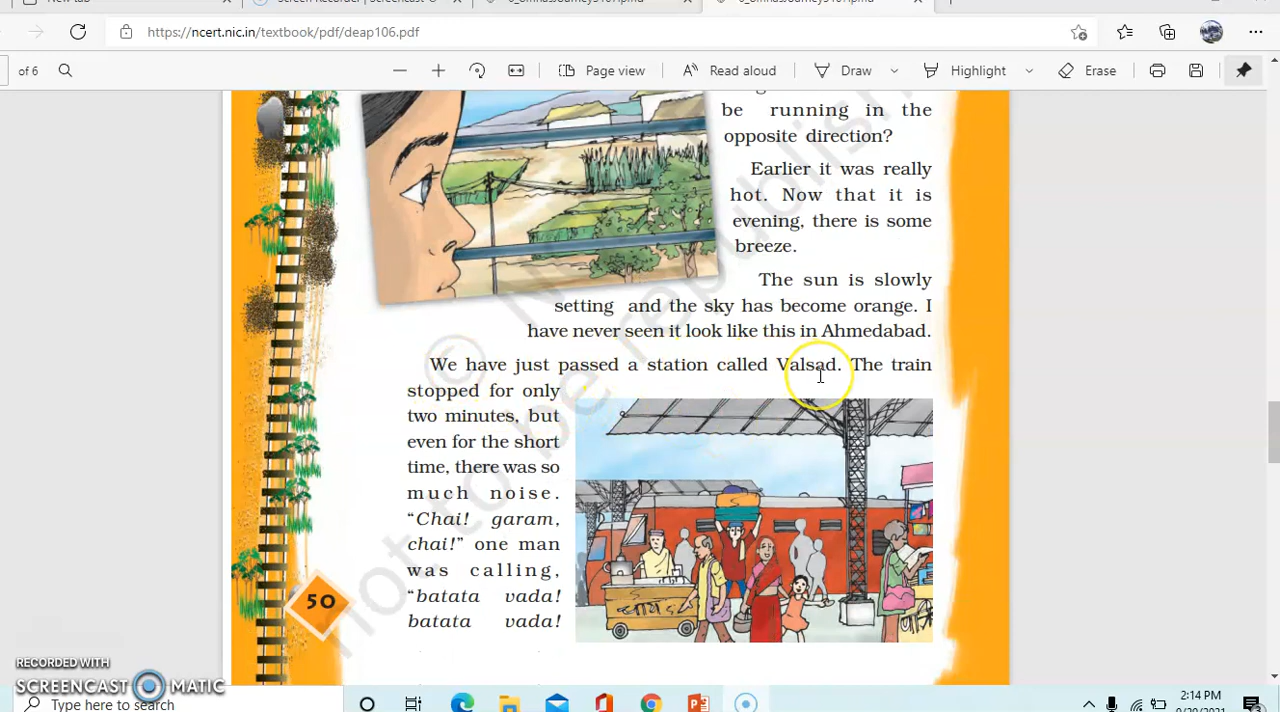 https://ncert.nic.in/textbook/pdf/deap106.pdf
of 6
Page view
Read aloud
Draw
Highlight
Erase
be running in the
opposite direction?
Earlier it was really
hot. Now that it is
evening, there is some
breeze.
The sun is slowly
setting and the sky has become orange. I
have never seen it look like this in Ahmedabad.
We have just passed a station called Valsad. The train
stopped for only
two minutes, but
even for the short
time, there was so
much noise.
“Chai! garam,
chai!” one man
was calling,
“batata vada!
batata vada!
चाय
50
© 
not to be republish
RECORDED WITH
SCREENCAST MATIC
Type here to search
2:14 PM